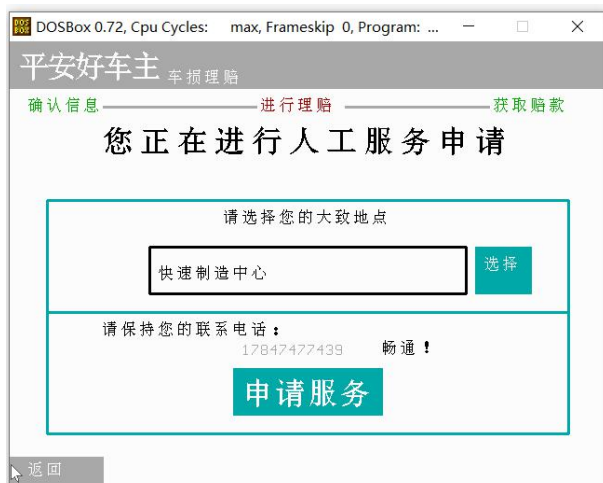 DOSBox 0.72, Cpu Cycles: max, Frameskip 0, Program: ...
平安好车主 车损理赔
确认信息 进行理赔 获取赔款
您正在进行人工服务申请
请选择您的大致地点
快速制造中心 选择
请保持您的联系电话：
17847477439 畅通！
申请服务
返回